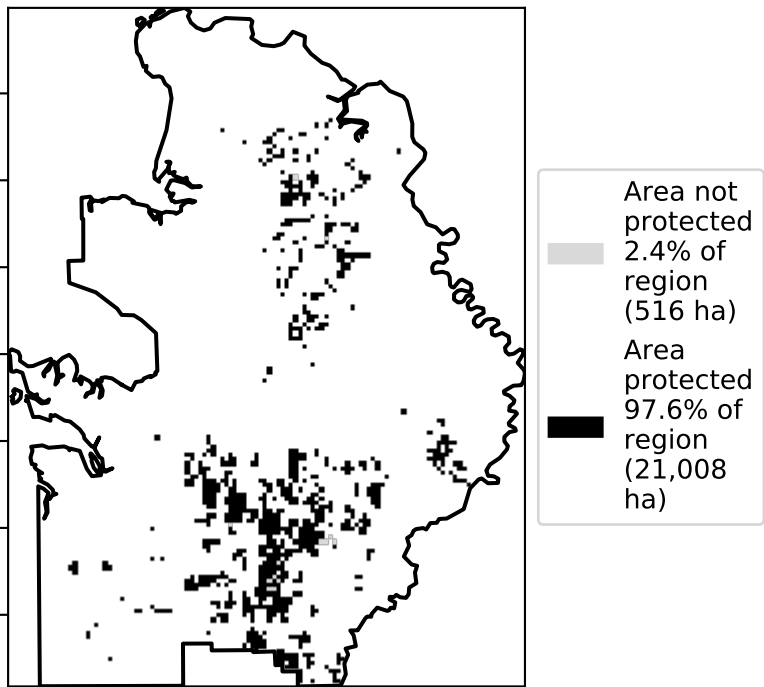 Area not
protected
2.4% of
region
(516 ha)
Area
protected
97.6% of
region
(21,008
ha)